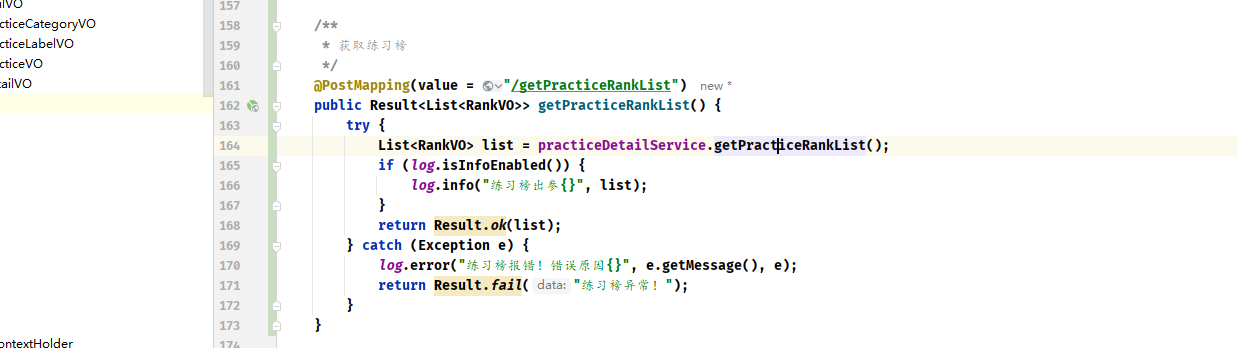 ilVO
cticeCategoryVO
cticeLabelVO
cticeVO
tailVO
ontextHolder
157
158 /**
159 * 获取练习榜
160 */
161 @PostMapping(value = "/getPracticeRankList") new *
162 public Result<List<RankVO>> getPracticeRankList() {
163 try {
164 List<RankVO> list = practiceDetailService.getPracticeRankList();
165 if (log.isInfoEnabled()) {
166 log.info("练习榜出参{}", list);
167 }
168 return Result.ok(list);
169 } catch (Exception e) {
170 log.error("练习榜报错！错误原因{}", e.getMessage(), e);
171 return Result.fail( data: "练习榜异常！");
172 }
173 }
174